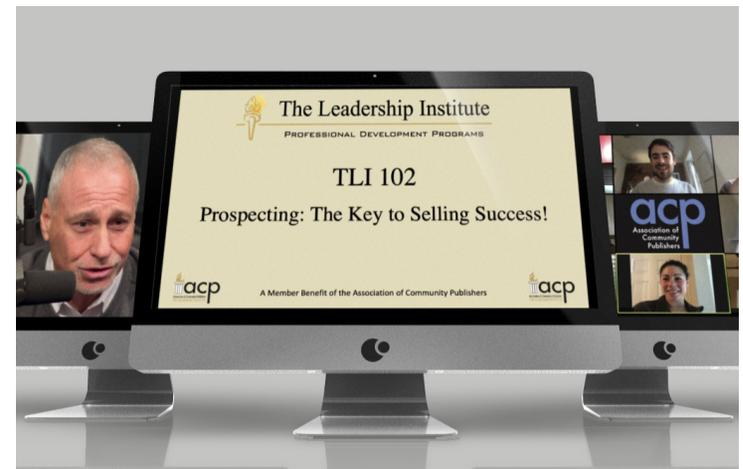 The Leadership Institute
PROFESSIONAL DEVELOPMENT PROGRAMS
TLI 102
Prospecting: The Key to Selling Success!
acp
A Member Benefit of the Association of Community Publishers
acp
acp
Association of
Community
Publishers